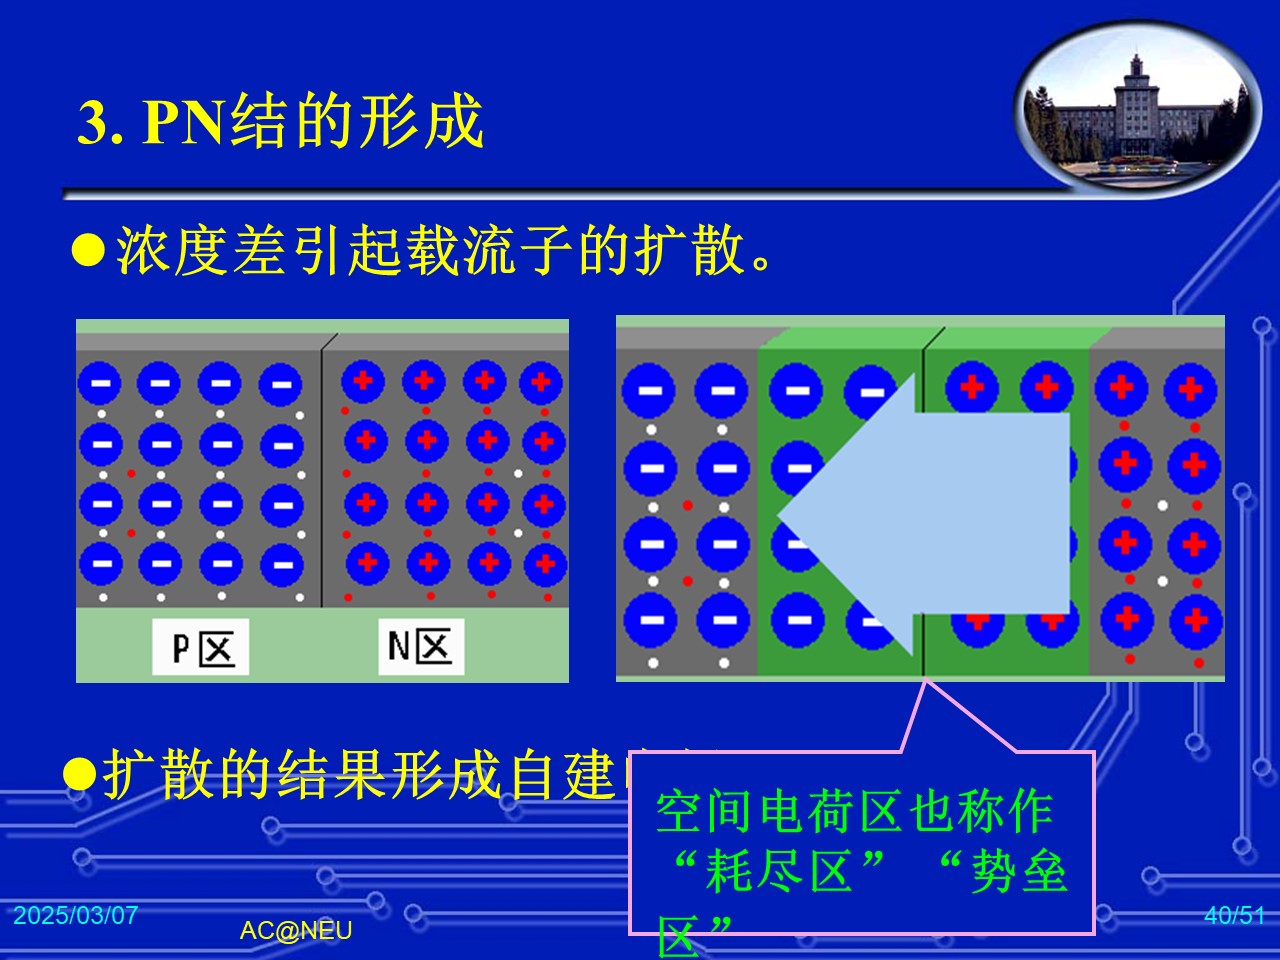 3. PN结的形成
●浓度差引起载流子的扩散。
P区
N区
●扩散的结果形成自建
空间电荷区也称作
“耗尽区” “势垒
区”
2025/03/07
AC@NEU
40/51